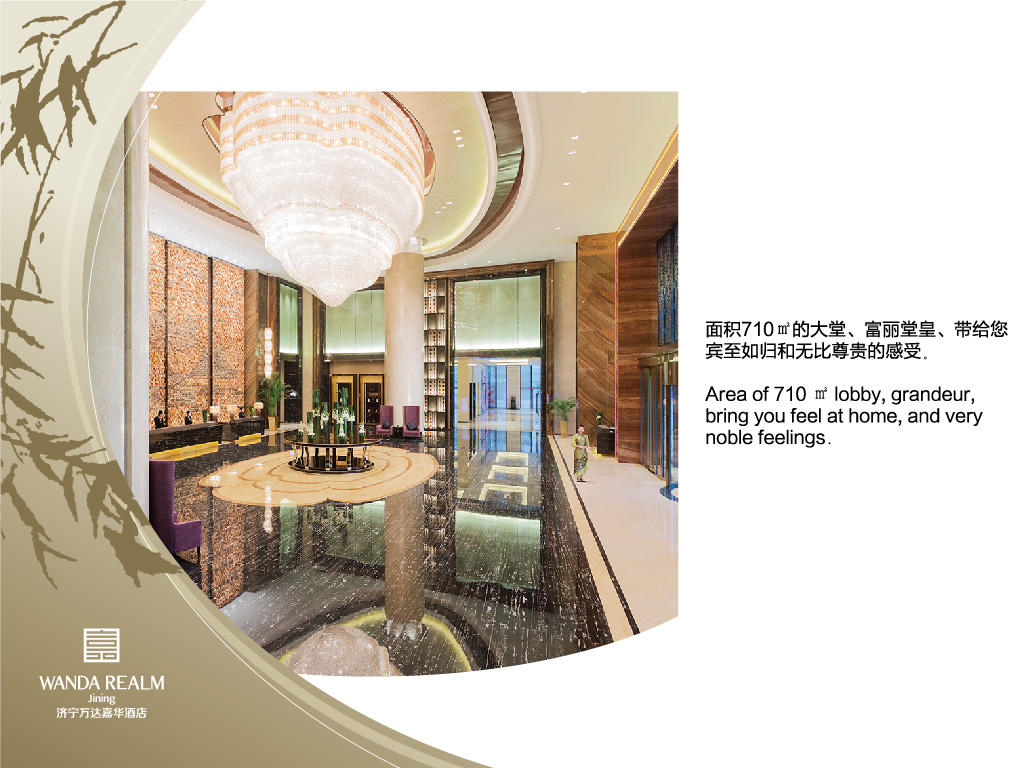 面积710㎡的大堂、富丽堂皇、带给您
宾至如归和无比尊贵的感受。
Area of 710 ㎡ lobby, grandeur,
bring you feel at home, and very
noble feelings.
WANDA REALM
Jining
济宁万达嘉华酒店